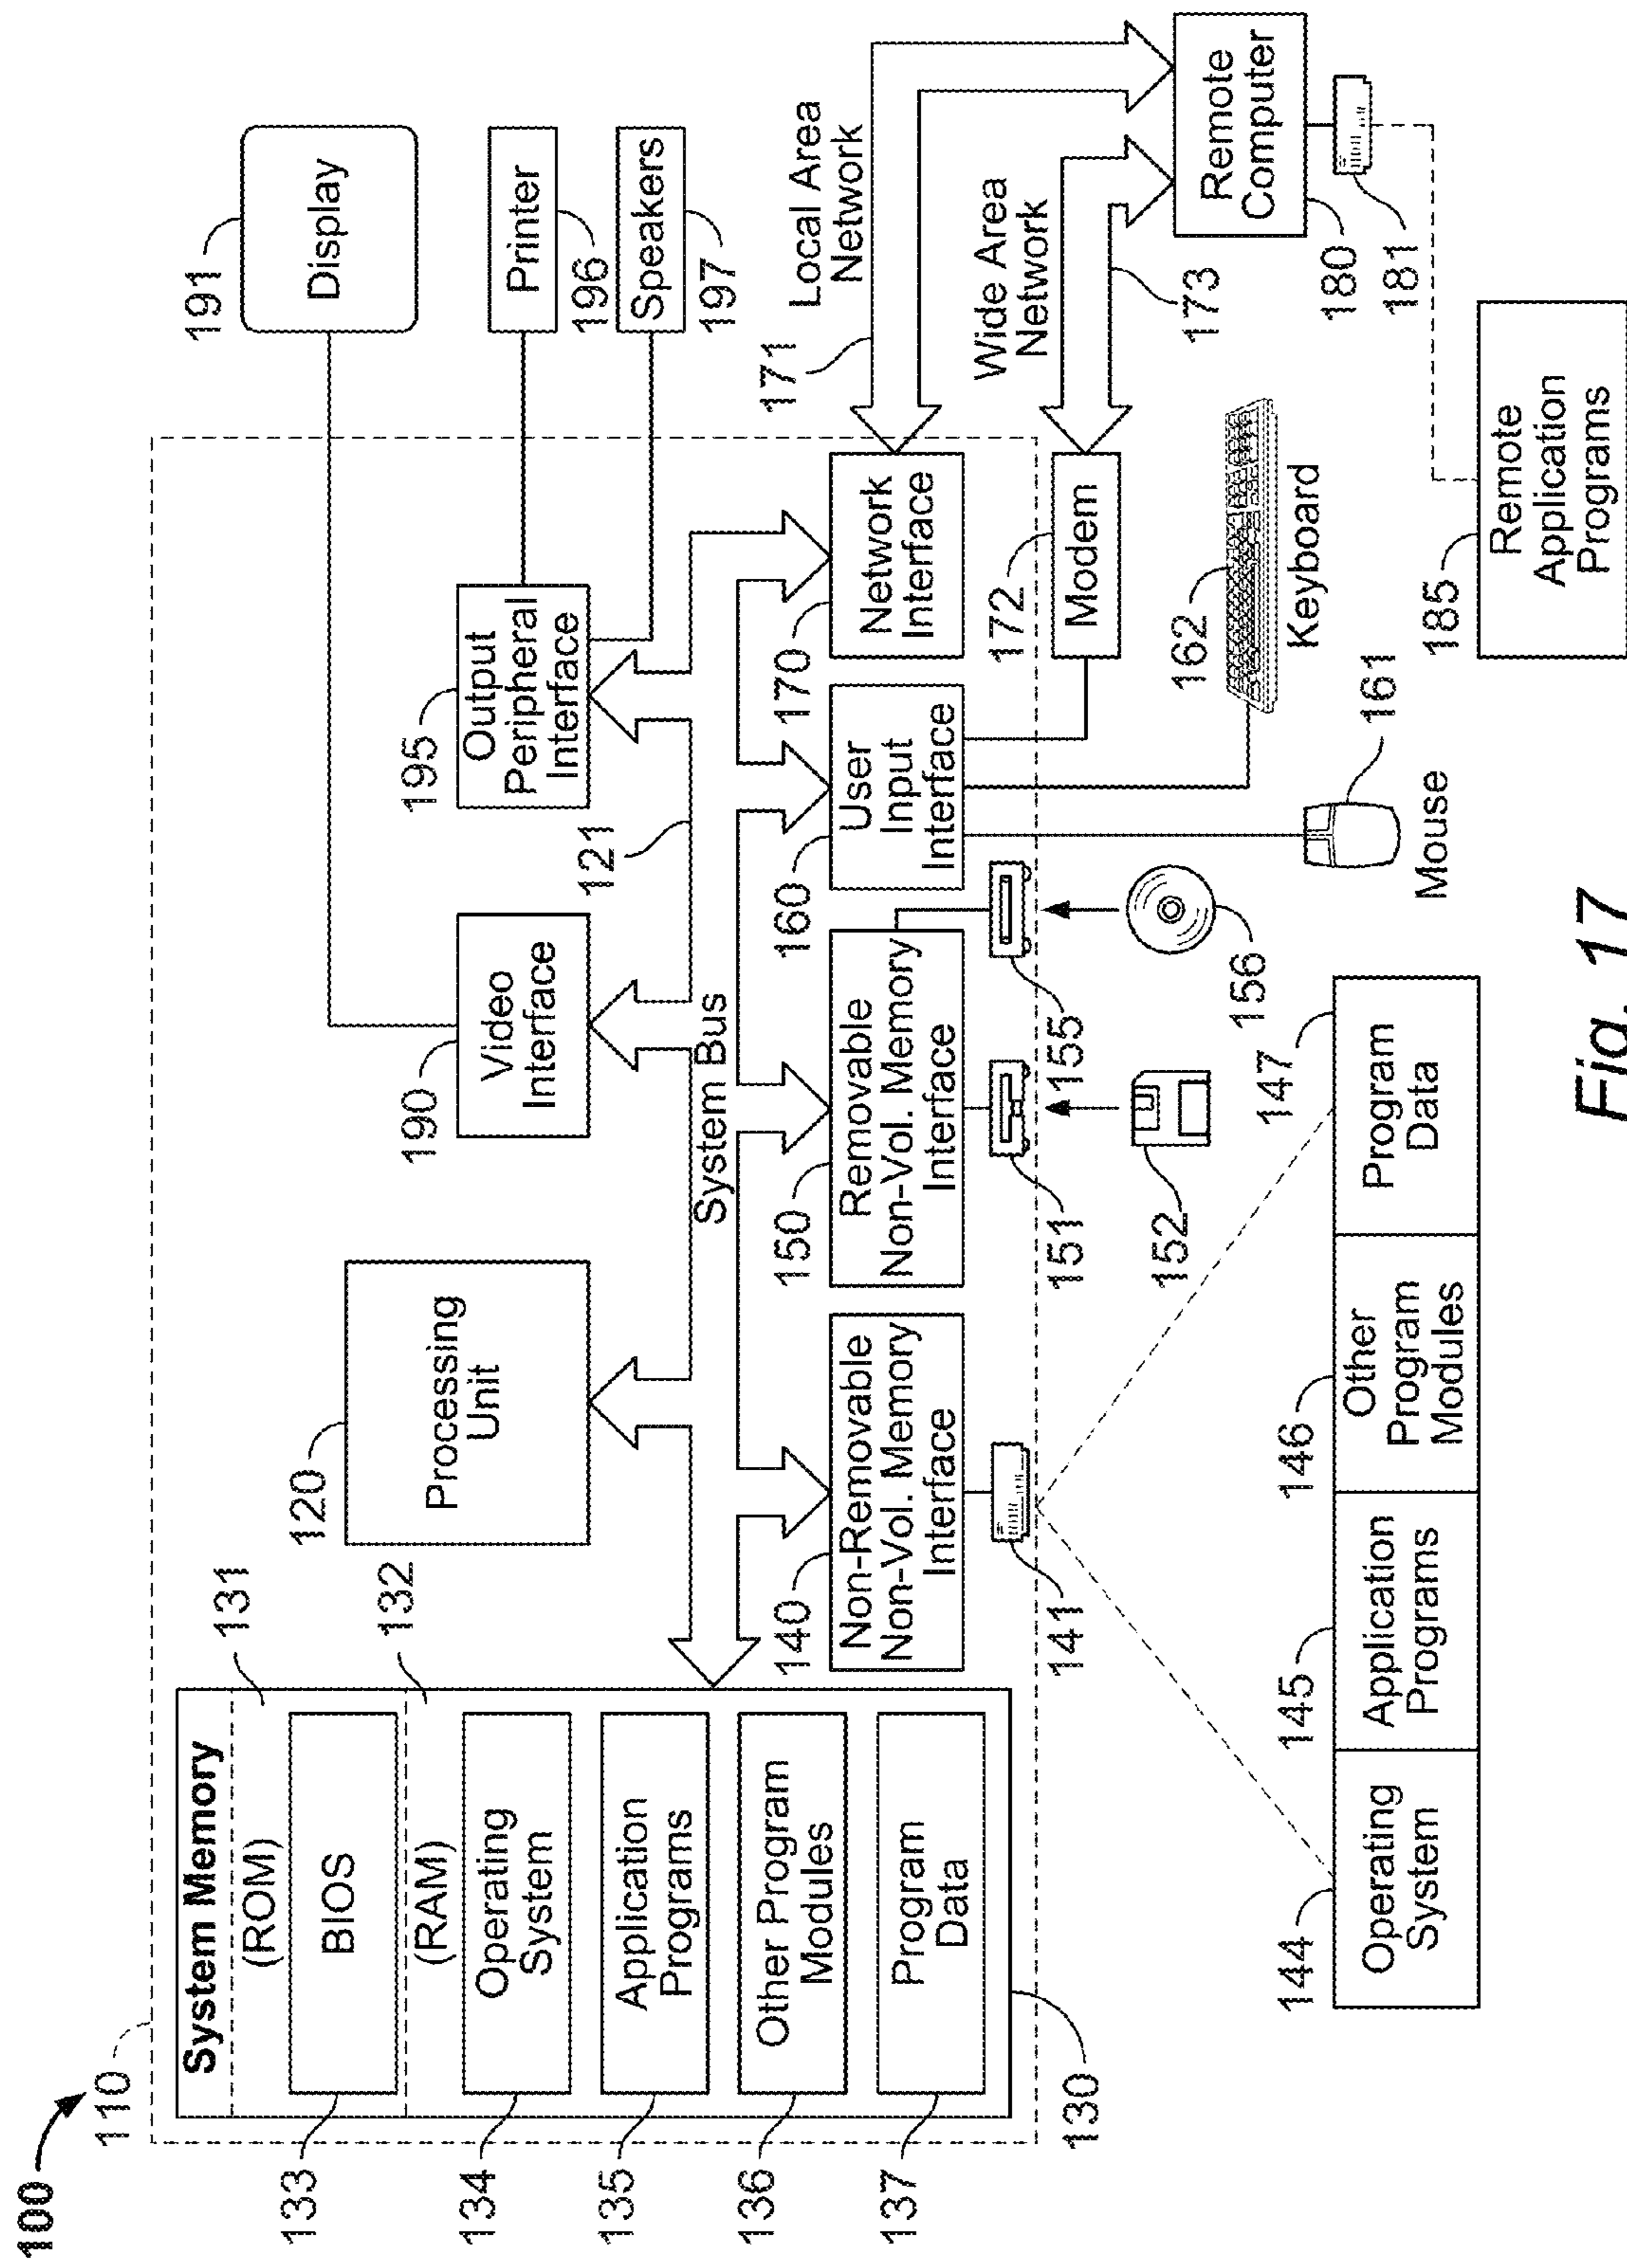 100
110
System Memory
(ROM)
131
133
BIOS
(RAM)
132
134
Operating
System
135
Application
Programs
136
Other Program
Modules
137
Program
Data
130
120
Processing
Unit
190
Video
Interface
195
Output
Peripheral
Interface
121
System Bus
191
Display
Printer
196
Speakers
197
140
Non-Removable
Non-Vol. Memory
Interface
141
150
Removable
Non-Vol. Memory
Interface
151
155
152
156
160
User
Input
Interface
170
Network
Interface
171
Local Area
Network
172
Modem
Wide Area
Network
173
162
Keyboard
161
Mouse
Remote
Computer
180
181
185
Remote
Application
Programs
144
Operating
System
145
Application
Programs
146
Other
Program
Modules
147
Program
Data
Fig. 17